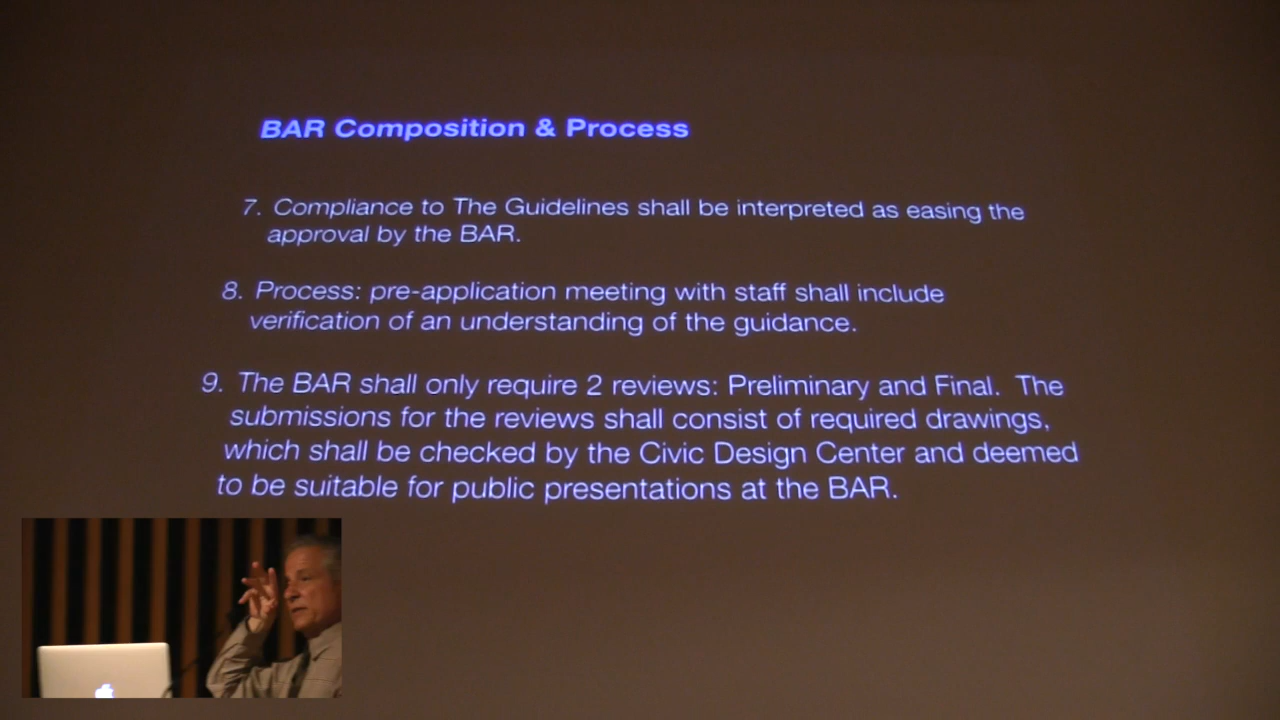 BAR Composition & Process
7. Compliance to The Guidelines shall be interpreted as easing the
approval by the BAR.
8. Process: pre-application meeting with staff shall include
verification of an understanding of the guidance.
9. The BAR shall only require 2 reviews: Preliminary and Final. The
submissions for the reviews shall consist of required drawings,
which shall be checked by the Civic Design Center and deemed
to be suitable for public presentations at the BAR.